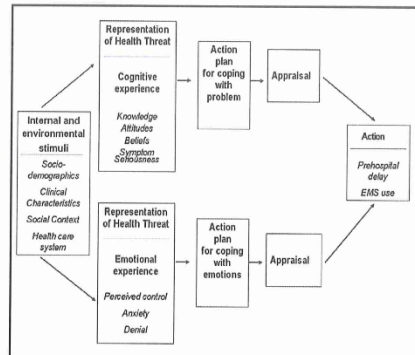 Internal and
environmental
stimuli
Socio-
demographics
Clinical
Characteristics
Social Context
Health care
system
Representation
of Health Threat
Cognitive
experience
Knowledge
Attitudes
Beliefs
Symptom
Seriousness
Action
plan
for coping
with
problem
Appraisal
Representation
of Health Threat
Emotional
experience
Perceived control
Anxiety
Denial
Action
plan
for coping
with
emotions
Appraisal
Action
Prehospital
delay
EMS use